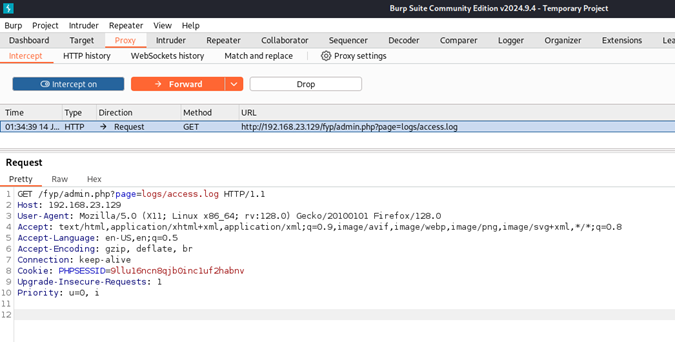 Burp Suite Community Edition v2024.9.4 - Temporary Project
Burp Project Intruder Repeater View Help
Dashboard Target Proxy Intruder Repeater Collaborator Sequencer Decoder Comparer Logger Organizer Extensions Lea
Intercept HTTP history WebSockets history Match and replace Proxy settings
Intercept on Forward Drop
Time Type Direction Method URL
01:34:39 14 J... HTTP → Request GET http://192.168.23.129/fyp/admin.php?page=logs/access.log
Request
Pretty Raw Hex
1 GET /fyp/admin.php?page=logs/access.log HTTP/1.1
2 Host: 192.168.23.129
3 User-Agent: Mozilla/5.0 (X11; Linux x86_64; rv:128.0) Gecko/20100101 Firefox/128.0
4 Accept: text/html,application/xhtml+xml,application/xml;q=0.9,image/avif,image/webp,image/png,image/svg+xml,*/*;q=0.8
5 Accept-Language: en-US,en;q=0.5
6 Accept-Encoding: gzip, deflate, br
7 Connection: keep-alive
8 Cookie: PHPSESSID=9llu16ncn8qjb0inc1uf2habnv
9 Upgrade-Insecure-Requests: 1
10 Priority: u=0, i
11
12